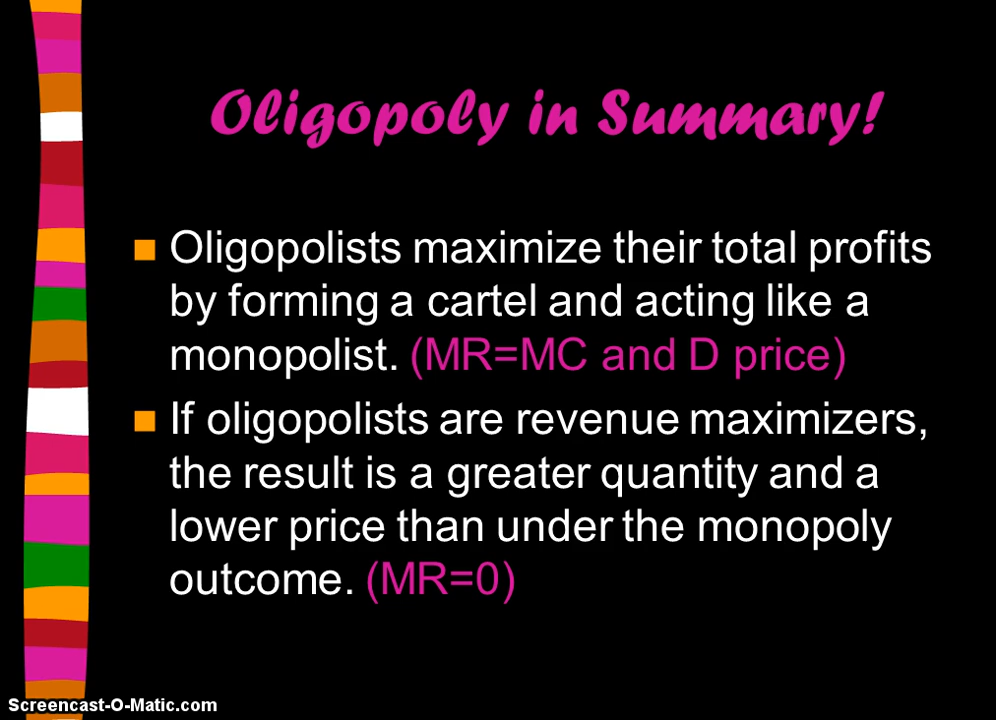 Oligopoly in Summary!
Oligopolists maximize their total profits
by forming a cartel and acting like a
monopolist. (MR=MC and D price)
If oligopolists are revenue maximizers,
the result is a greater quantity and a
lower price than under the monopoly
outcome. (MR=0)
Screencast-O-Matic.com